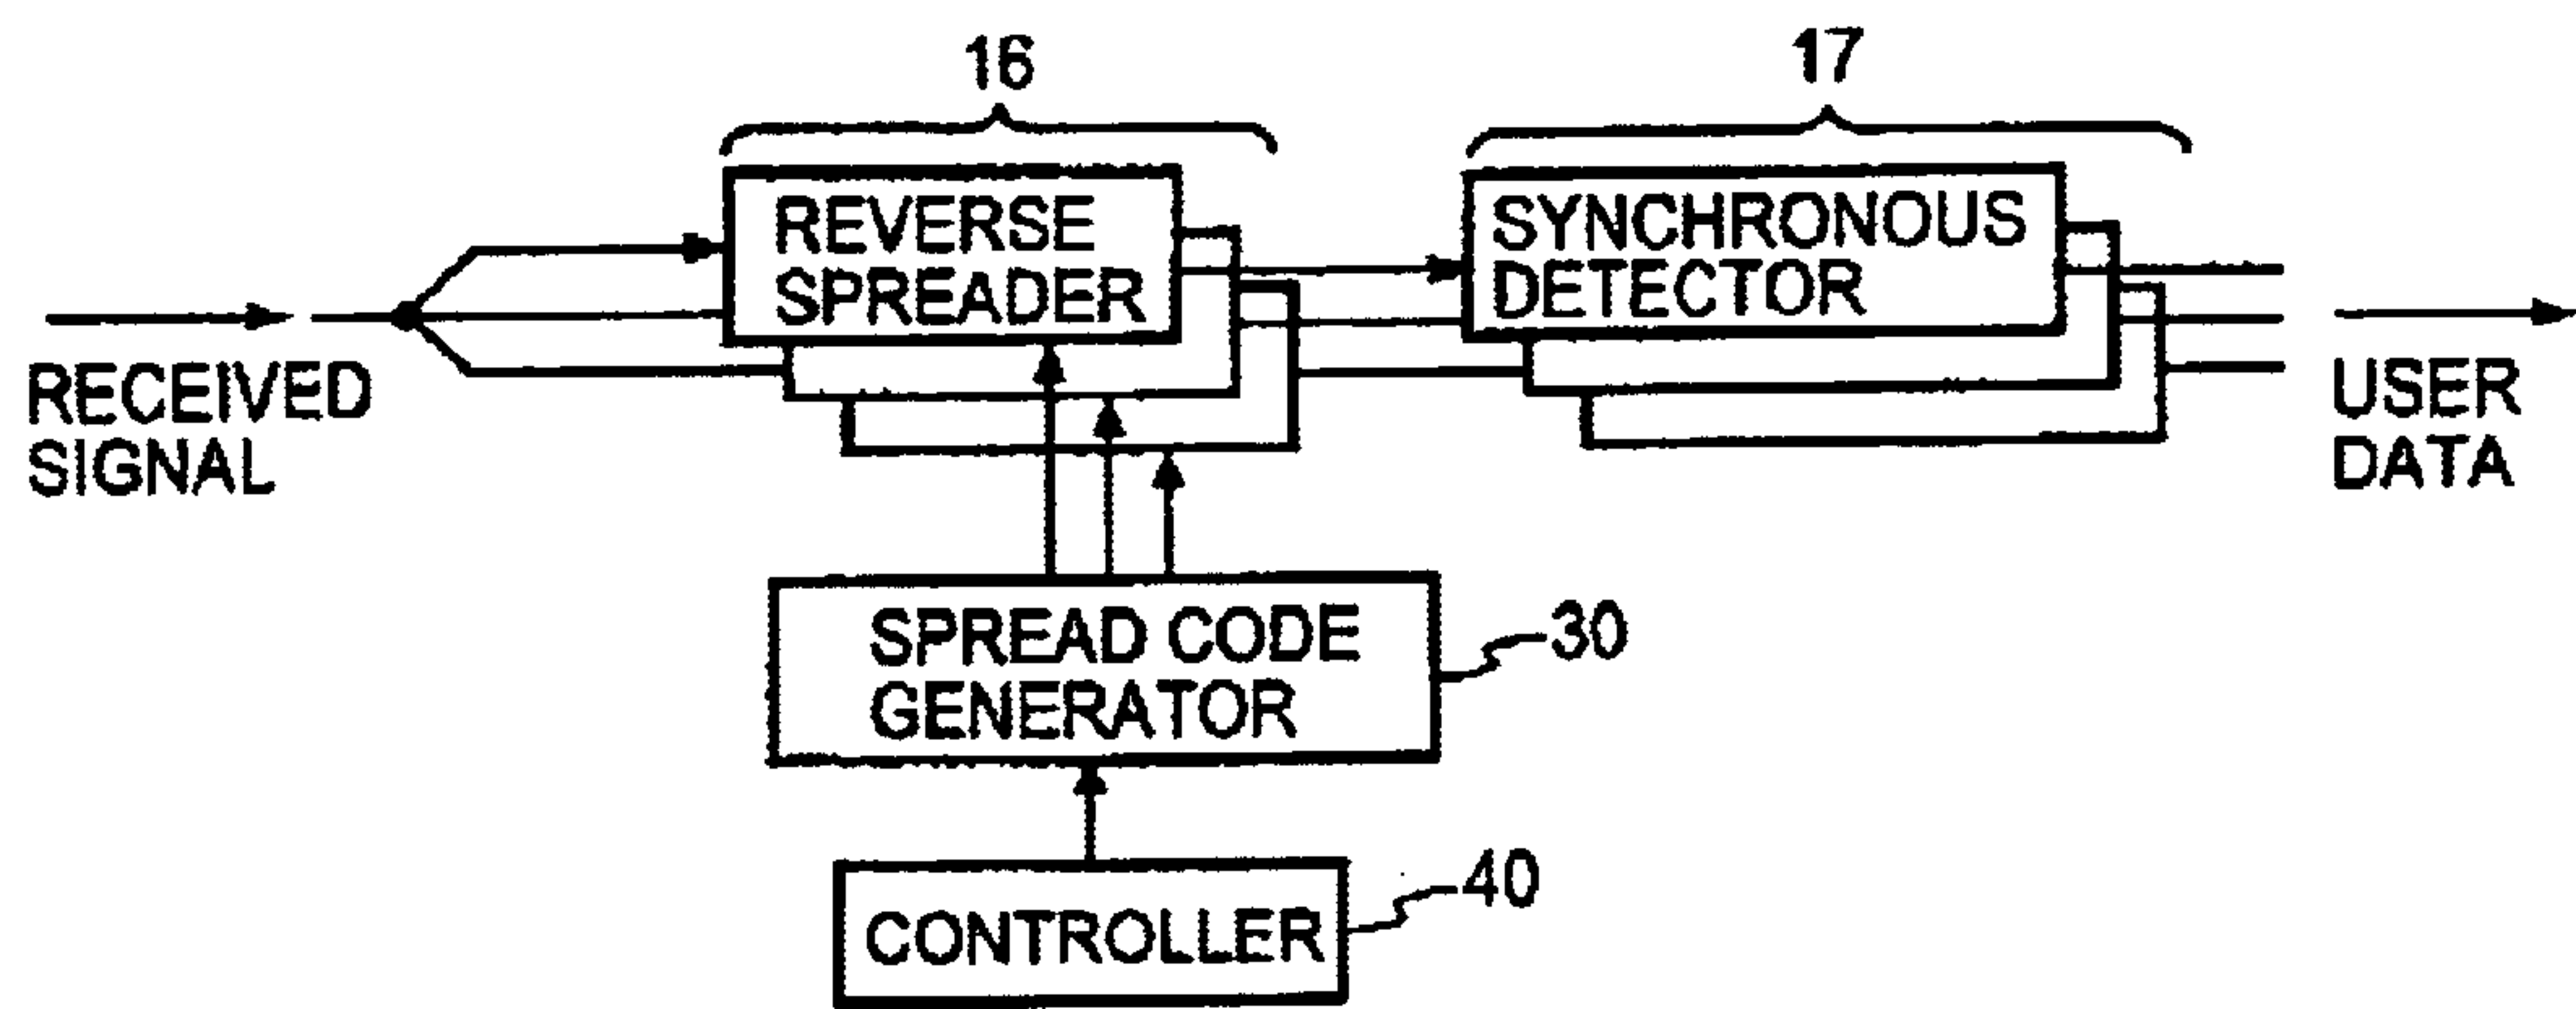 16
17
REVERSE
SPREADER
SYNCHRONOUS
DETECTOR
RECEIVED
SIGNAL
USER
DATA
SPREAD CODE
GENERATOR
30
CONTROLLER
40